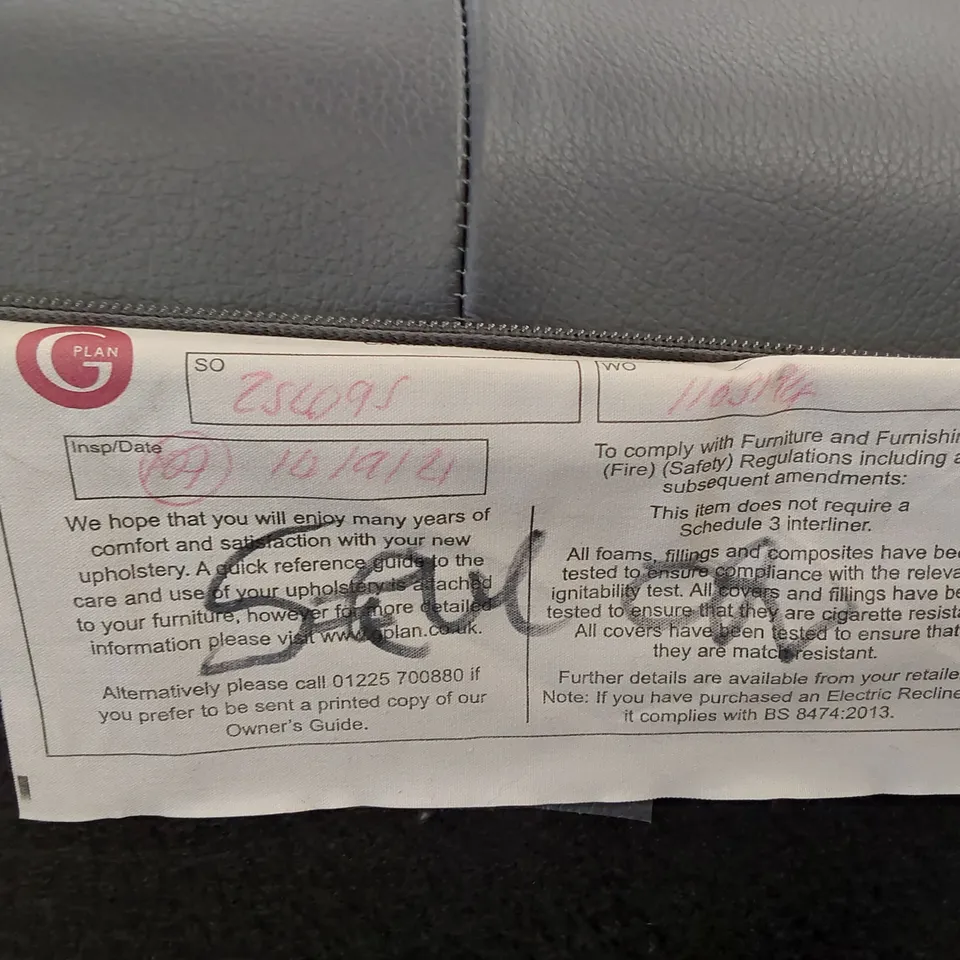 G PLAN
SO
WO
Insp/Date
14/9/21
To comply with Furniture and Furnishin
(Fire) (Safety) Regulations including a
subsequent amendments:
This item does not require a
Schedule 3 interliner.
We hope that you will enjoy many years of
comfort and satisfaction with your new
upholstery. A quick reference guide to the
care and use of your upholstery is attached
to your furniture, however for more detailed
information please visit www.gplan.co.uk.
Alternatively please call 01225 700880 if
you prefer to be sent a printed copy of our
Owner's Guide.
All foams, fillings and composites have bee
tested to ensure compliance with the releva
ignitability test. All covers and fillings have be
tested to ensure that they are cigarette resista
All covers have been tested to ensure that
they are match resistant.
Further details are available from your retaile
Note: If you have purchased an Electric Recline
it complies with BS 8474:2013.